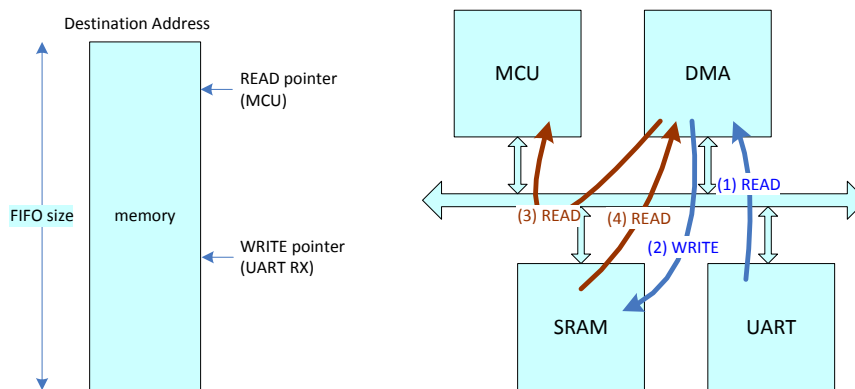 Destination Address
READ pointer
(MCU)
FIFO size
memory
WRITE pointer
(UART RX)
MCU
DMA
(1) READ
(3) READ
(4) READ
(2) WRITE
SRAM
UART